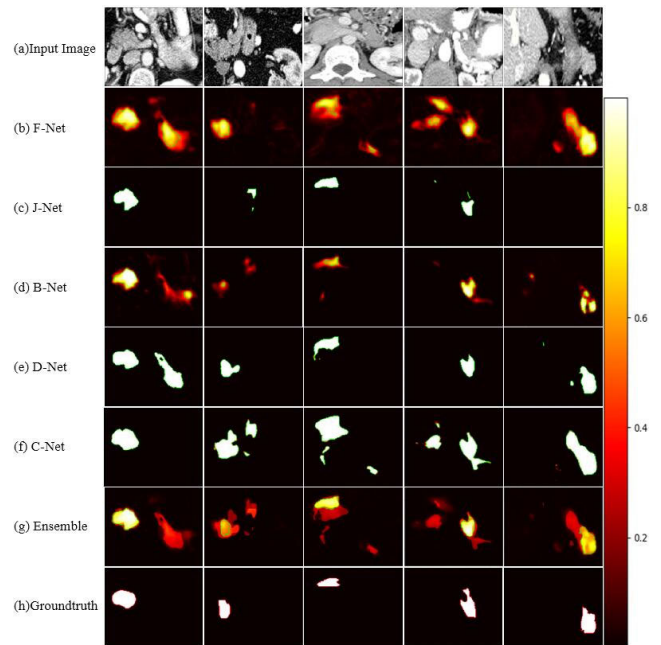 (a)Input Image
(b) F-Net
(c) J-Net
(d) B-Net
(e) D-Net
(f) C-Net
(g) Ensemble
(h)Groundtruth
0.8
0.6
0.4
0.2